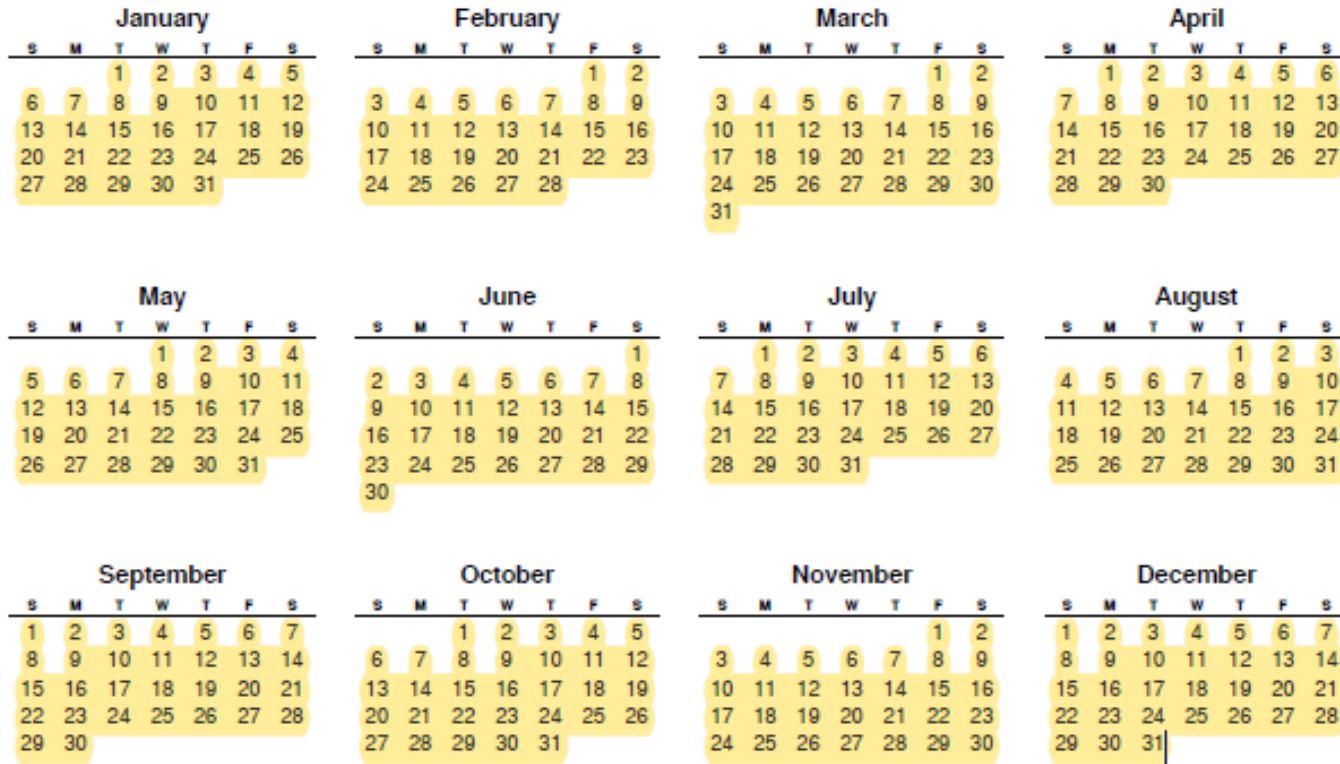 January February March April
S M T W T F S S M T W T F S S M T W T F S S M T W T F S
1 2 3 4 5 1 2 1 2 1 2 3 4 5 6
6 7 8 9 10 11 12 3 4 5 6 7 8 9 3 4 5 6 7 8 9 7 8 9 10 11 12 13
13 14 15 16 17 18 19 10 11 12 13 14 15 16 10 11 12 13 14 15 16 14 15 16 17 18 19 20
20 21 22 23 24 25 26 17 18 19 20 21 22 23 17 18 19 20 21 22 23 21 22 23 24 25 26 27
27 28 29 30 31 24 25 26 27 28 24 25 26 27 28 29 30 28 29 30
31
May June July August
S M T W T F S S M T W T F S S M T W T F S S M T W T F S
1 2 3 4 1 1 2 3 4 5 6 1 2 3
5 6 7 8 9 10 11 2 3 4 5 6 7 8 7 8 9 10 11 12 13 4 5 6 7 8 9 10
12 13 14 15 16 17 18 9 10 11 12 13 14 15 14 15 16 17 18 19 20 11 12 13 14 15 16 17
19 20 21 22 23 24 25 16 17 18 19 20 21 22 21 22 23 24 25 26 27 18 19 20 21 22 23 24
26 27 28 29 30 31 23 24 25 26 27 28 29 28 29 30 31 25 26 27 28 29 30 31
30
September October November December
S M T W T F S S M T W T F S S M T W T F S S M T W T F S
1 2 3 4 5 6 7 1 2 3 4 5 1 2 1 2 3 4 5 6 7
8 9 10 11 12 13 14 6 7 8 9 10 11 12 3 4 5 6 7 8 9 8 9 10 11 12 13 14
15 16 17 18 19 20 21 13 14 15 16 17 18 19 10 11 12 13 14 15 16 15 16 17 18 19 20 21
22 23 24 25 26 27 28 20 21 22 23 24 25 26 17 18 19 20 21 22 23 22 23 24 25 26 27 28
29 30 27 28 29 30 31 24 25 26 27 28 29 30 29 30 31